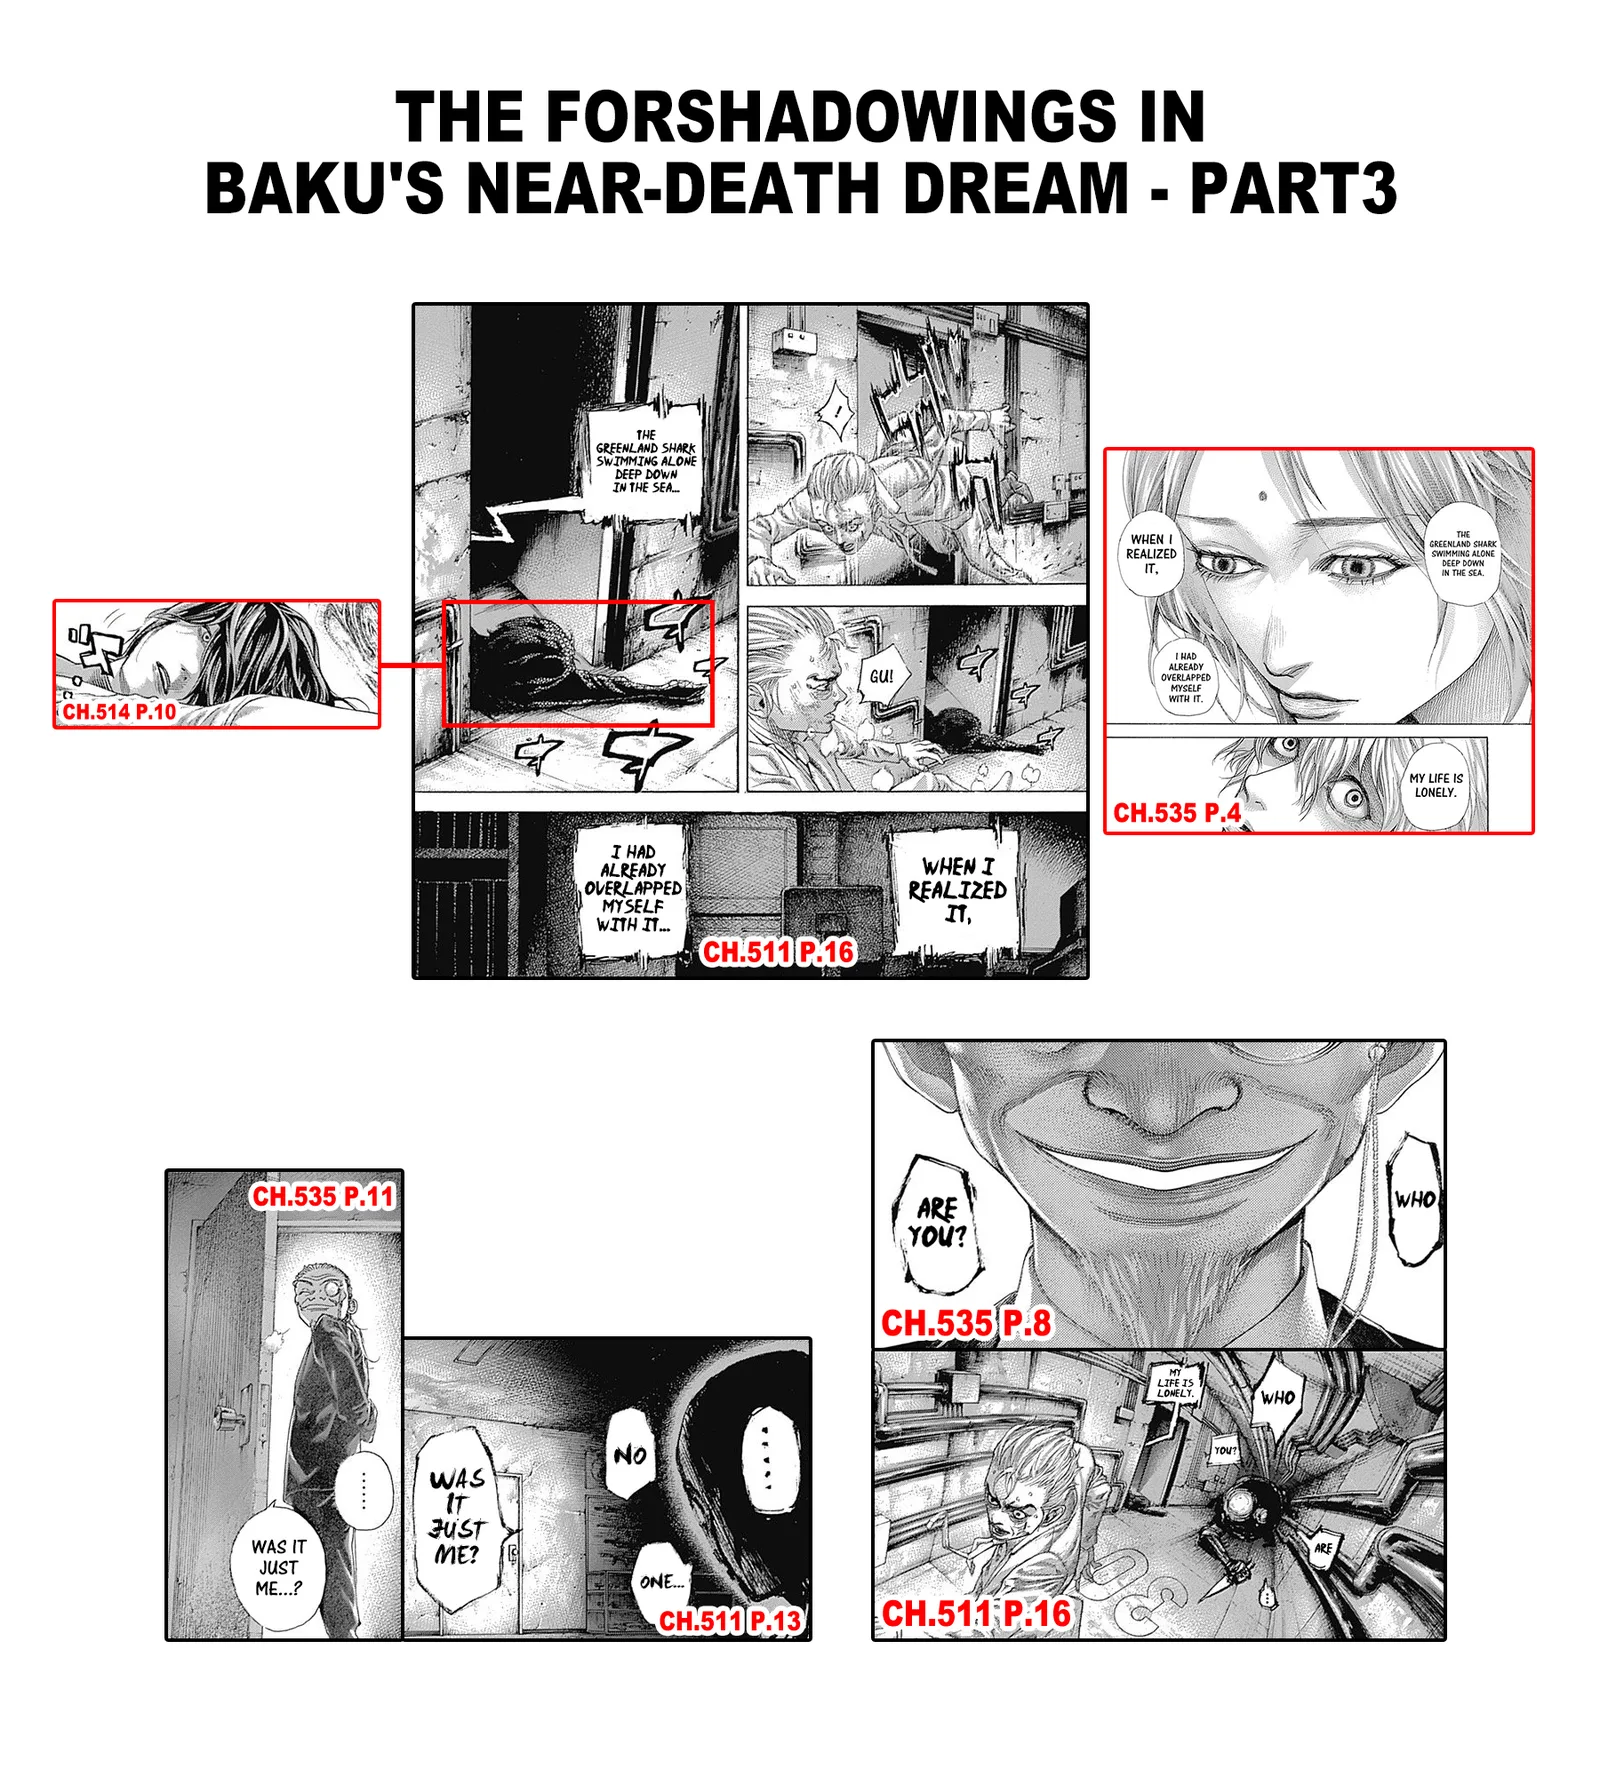 THE FORSHADOWINGS IN
BAKU'S NEAR-DEATH DREAM - PART3
THE
GREENLAND SHARK
SWIMMING ALONE
DEEP DOWN
IN THE SEA...
GU!
WHEN I
REALIZED
IT,
I HAD
ALREADY
OVERLAPPED
MYSELF
WITH IT...
CH.511 P.16
CH.514 P.10
THE
GREENLAND SHARK
SWIMMING ALONE
DEEP DOWN
IN THE SEA.
WHEN I
REALIZED
IT,
I HAD
ALREADY
OVERLAPPED
MYSELF
WITH IT.
MY LIFE IS
LONELY.
CH.535 P.4
CH.535 P.11
......
WAS IT
JUST
ME...?
......
NO
ONE...
WAS
IT
JUST
ME?
CH.511 P.13
WHO
ARE
YOU?
CH.535 P.8
MY
LIFE IS
LONELY.
WHO
ARE
YOU?
...
CH.511 P.16